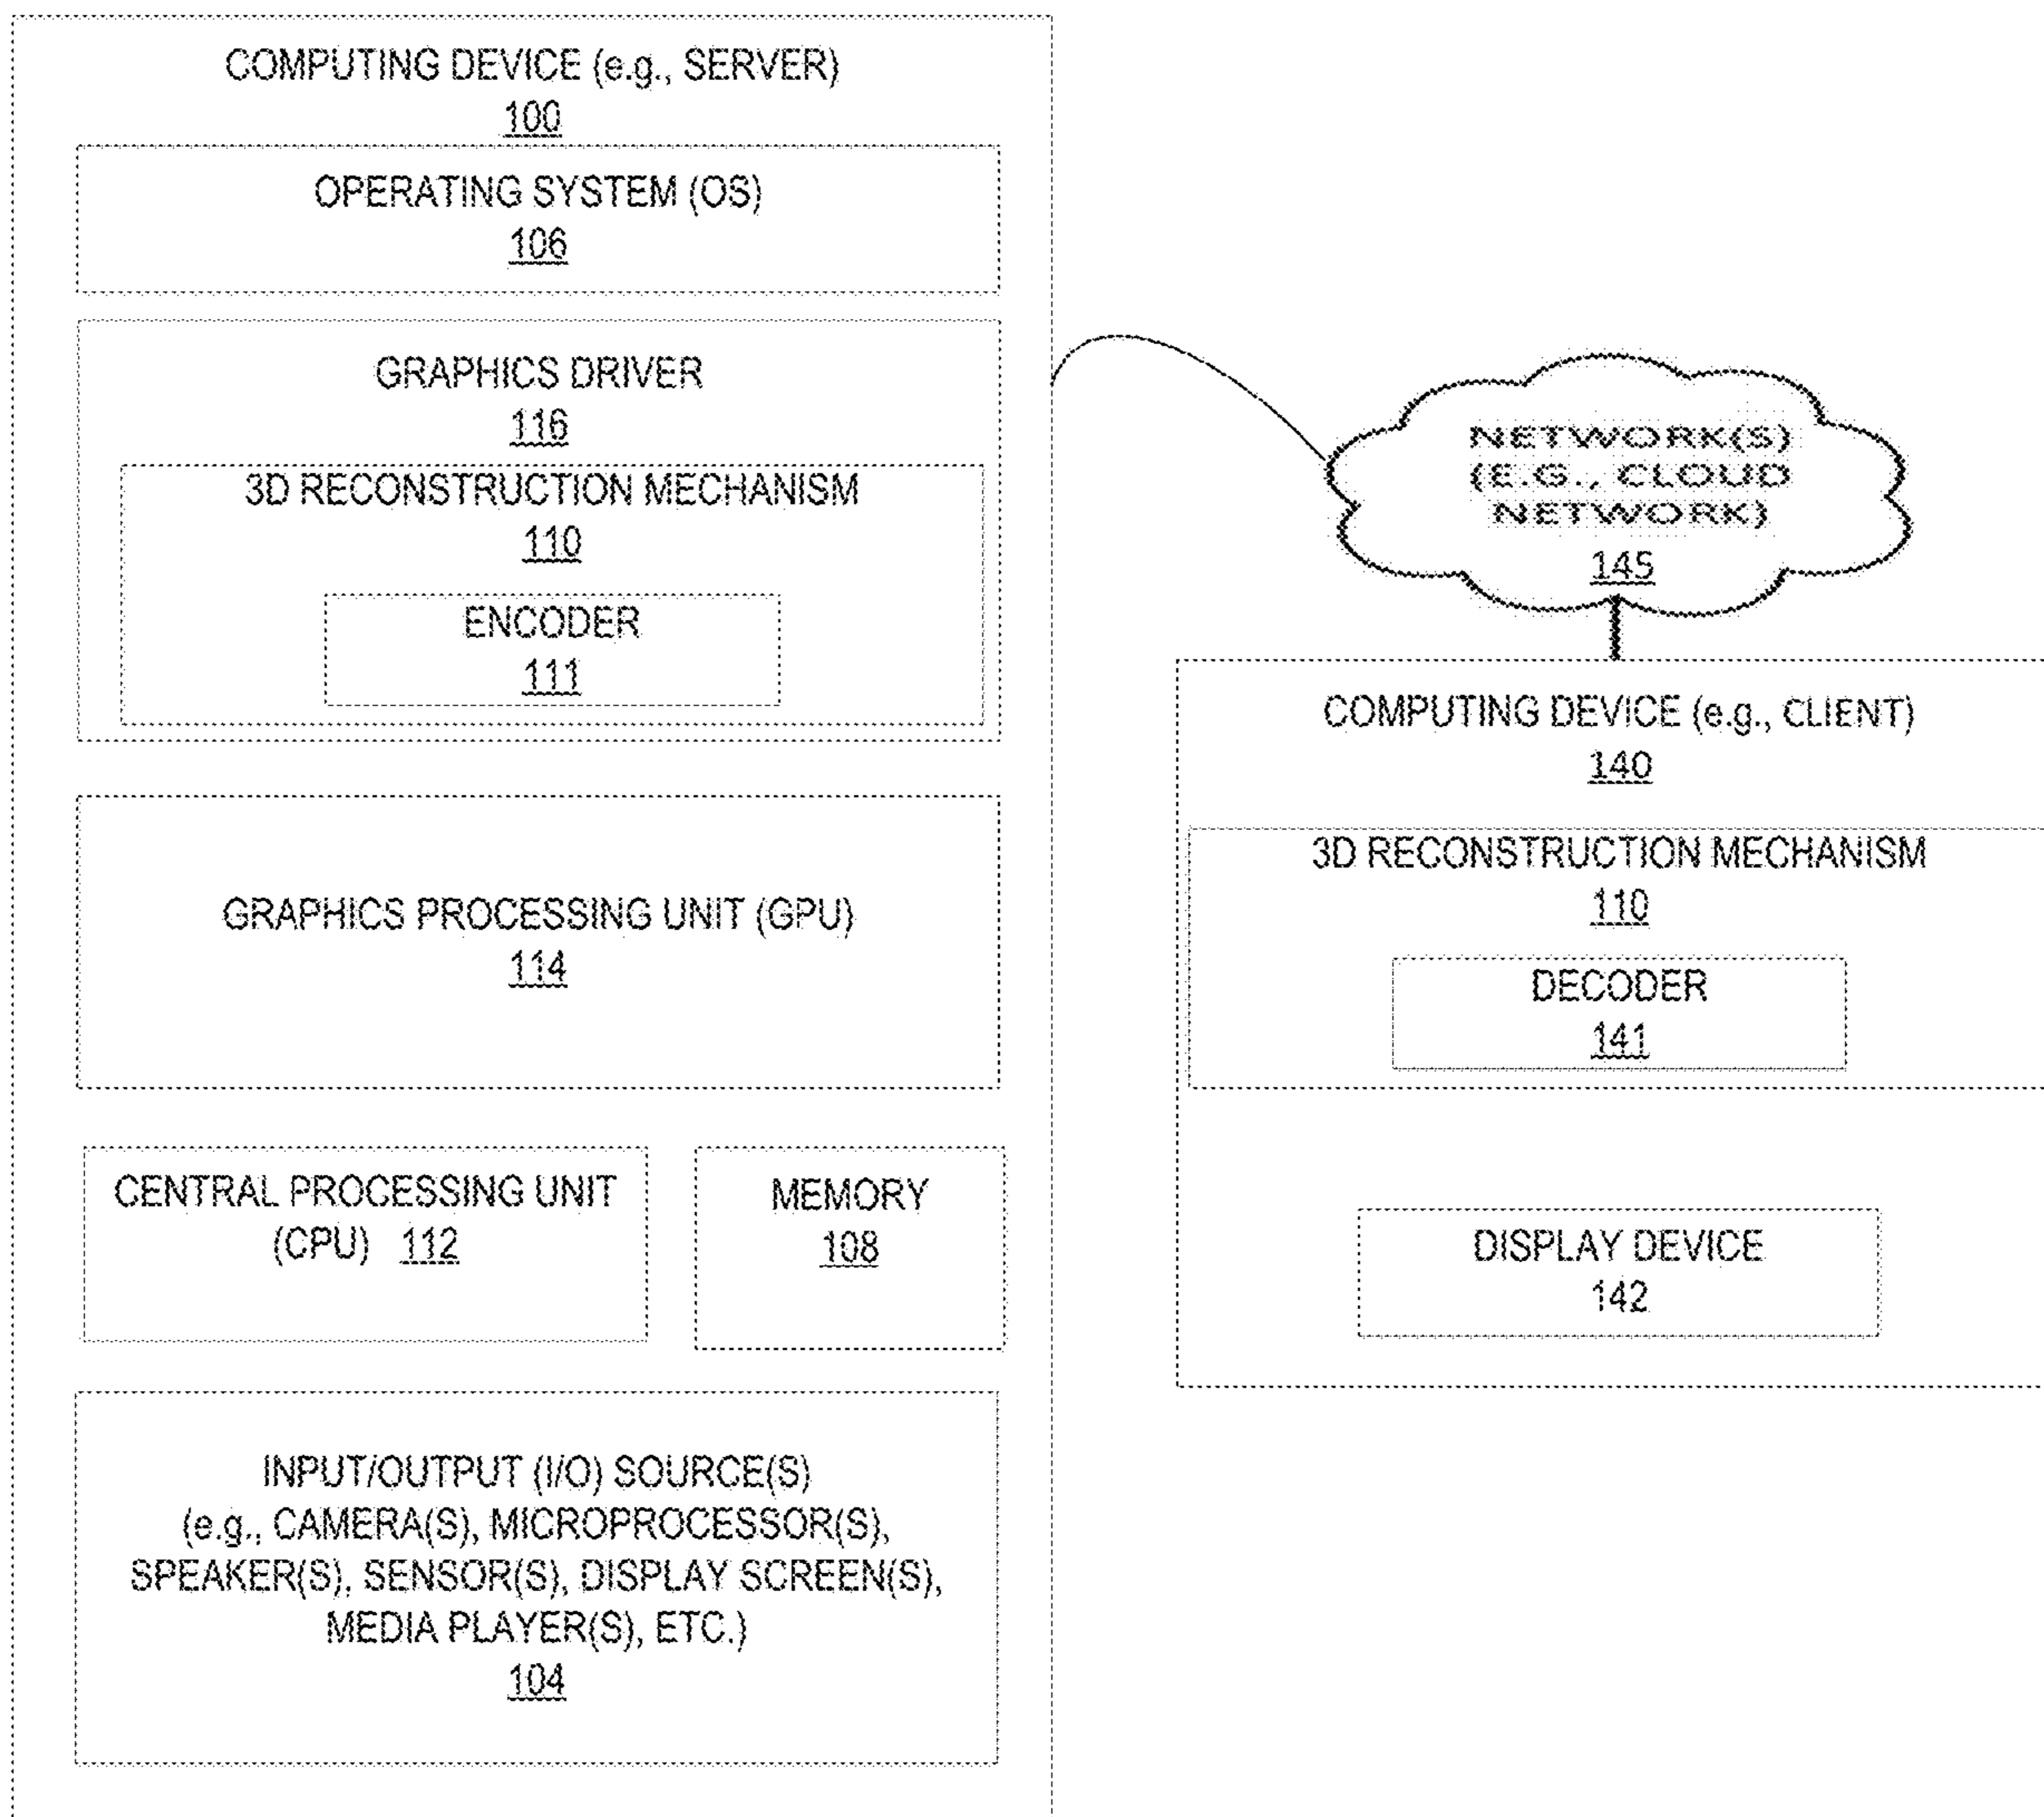 COMPUTING DEVICE (e.g., SERVER)
100
OPERATING SYSTEM (OS)
106
GRAPHICS DRIVER
116
3D RECONSTRUCTION MECHANISM
110
ENCODER
111
GRAPHICS PROCESSING UNIT (GPU)
114
CENTRAL PROCESSING UNIT
(CPU) 112
MEMORY
108
INPUT/OUTPUT (I/O) SOURCE(S)
(e.g., CAMERA(S), MICROPROCESSOR(S),
SPEAKER(S), SENSOR(S), DISPLAY SCREEN(S),
MEDIA PLAYER(S), ETC.)
104
NETWORK(S)
(E.G., CLOUD
NETWORK)
145
COMPUTING DEVICE (e.g., CLIENT)
140
3D RECONSTRUCTION MECHANISM
110
DECODER
141
DISPLAY DEVICE
142